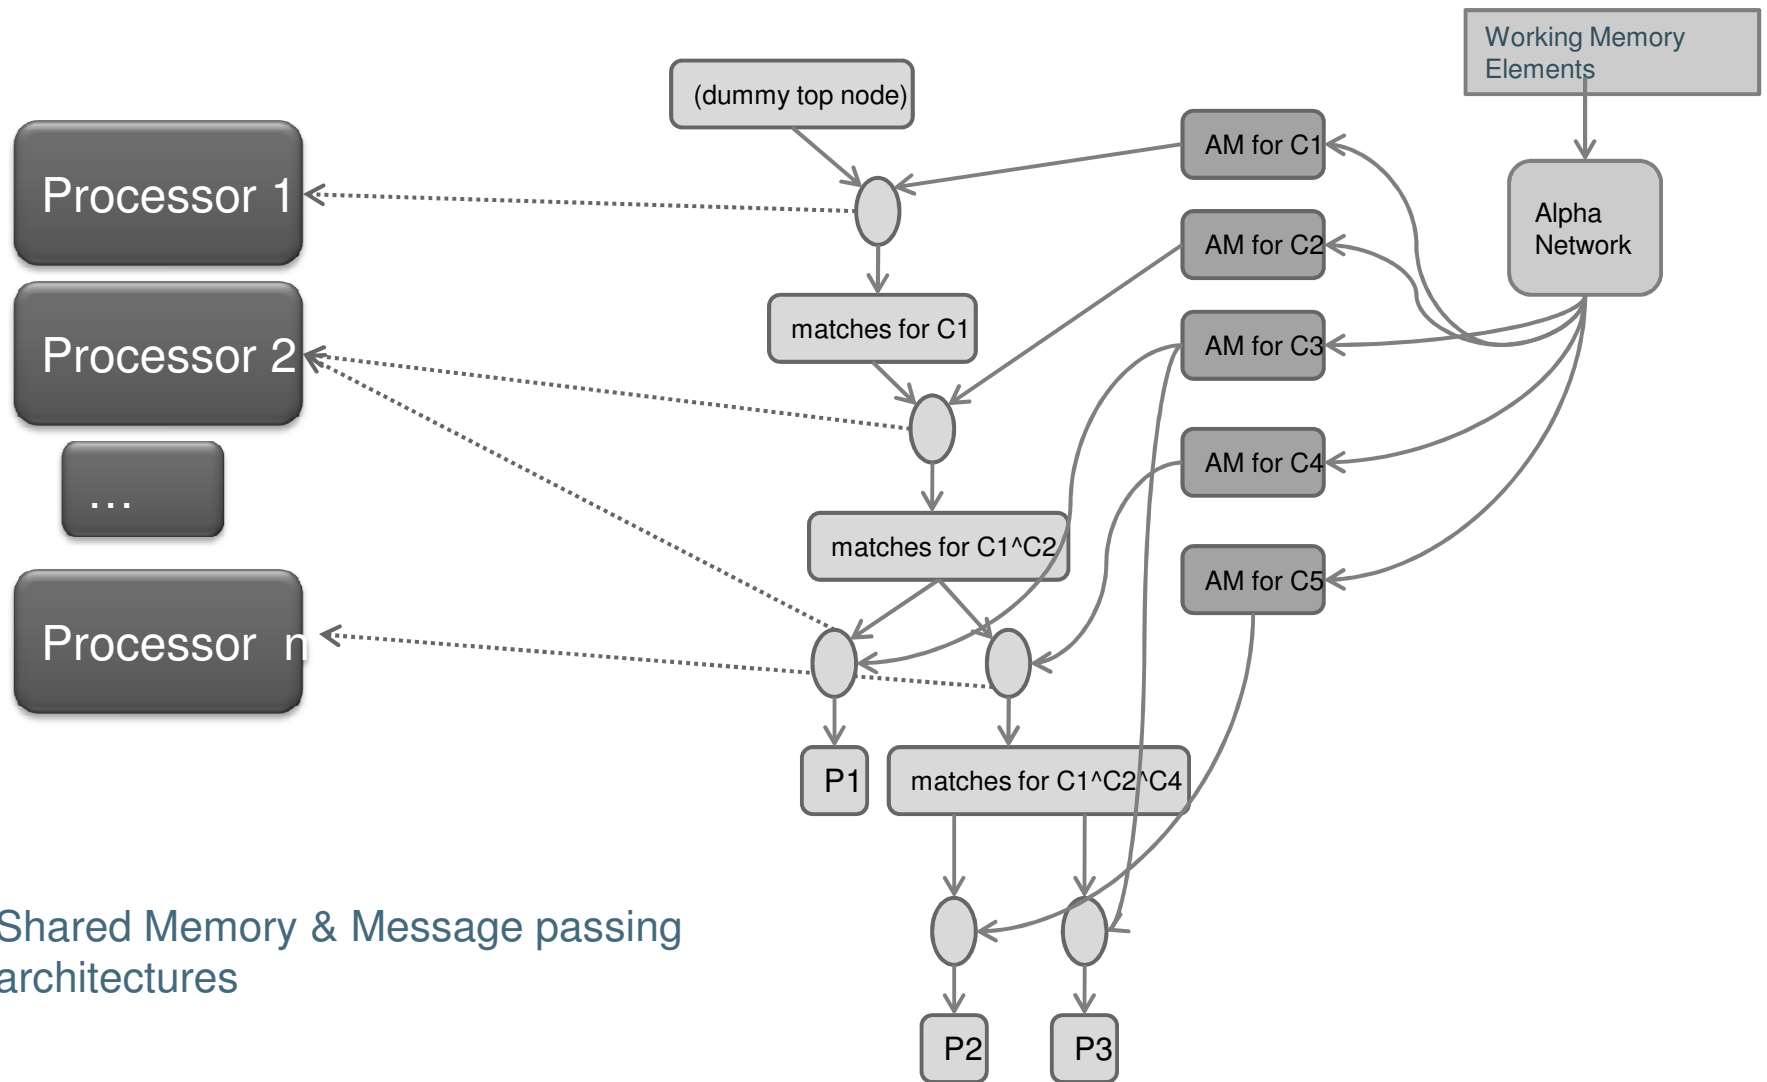 Working Memory
Elements
(dummy top node)
AM for C1
Processor 1
Alpha
Network
AM for C2
matches for C1
AM for C3
Processor 2
AM for C4
...
matches for C1^C2
AM for C5
Processor n
P1
matches for C1^C2^C4
Shared Memory & Message passing
architectures
P2
P3